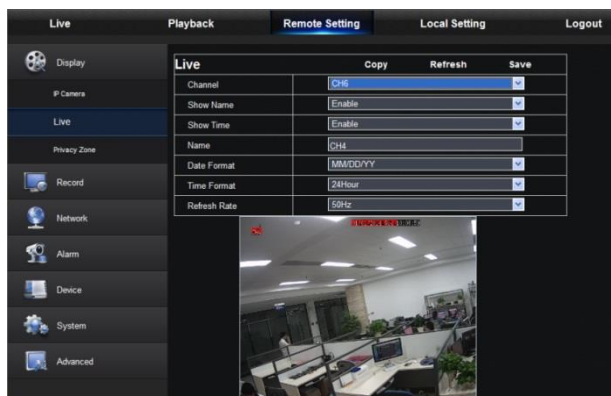 Live Playback Remote Setting Local Setting Logout
Display
IP Camera
Live
Privacy Zone
Record
Network
Alarm
Device
System
Advanced
Live Copy Refresh Save
Channel CH6
Show Name Enable
Show Time Enable
Name CH4
Date Format MM/DD/YY
Time Format 24Hour
Refresh Rate 50Hz